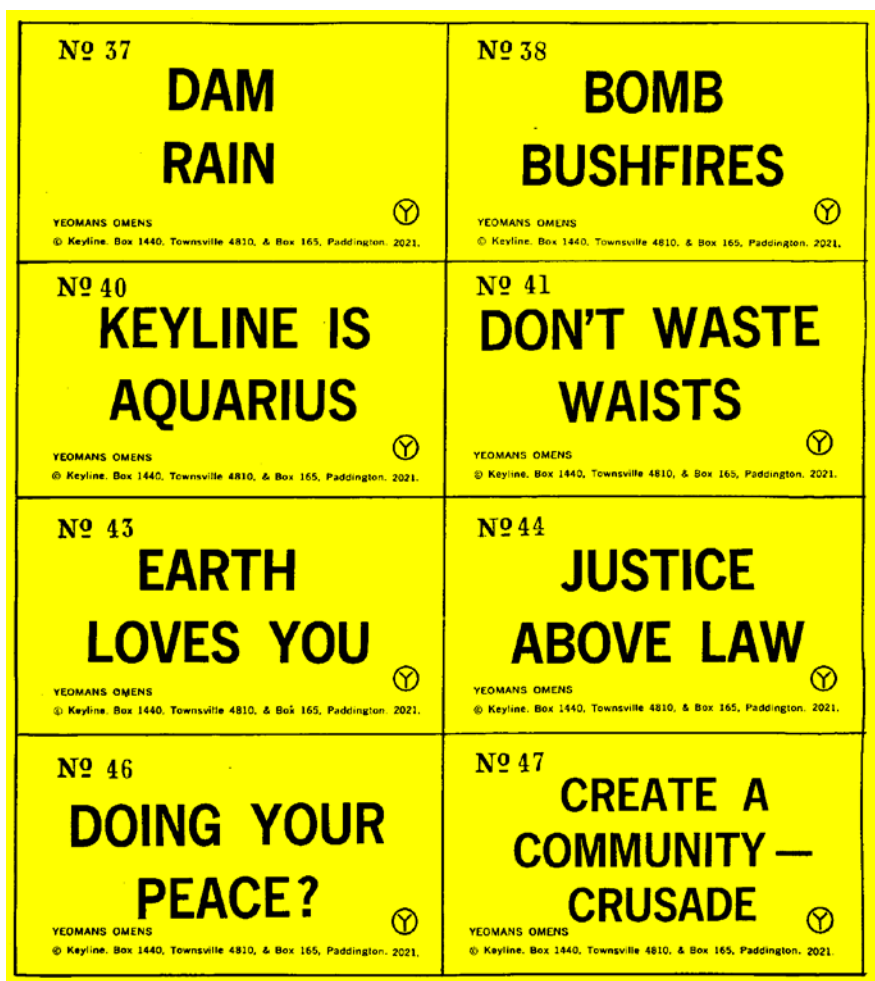 Nº 37
DAM
RAIN
Ⓨ
YEOMANS OMENS
© Keyline. Box 1440, Townsville 4810, & Box 165, Paddington. 2021.
Nº 38
BOMB
BUSHFIRES
Ⓨ
YEOMANS OMENS
© Keyline. Box 1440, Townsville 4810, & Box 165, Paddington. 2021.
Nº 40
KEYLINE IS
AQUARIUS
Ⓨ
YEOMANS OMENS
© Keyline. Box 1440, Townsville 4810, & Box 165, Paddington. 2021.
Nº 41
DON'T WASTE
WAISTS
Ⓨ
YEOMANS OMENS
© Keyline. Box 1440, Townsville 4810, & Box 165, Paddington. 2021.
Nº 43
EARTH
LOVES YOU
Ⓨ
YEOMANS OMENS
© Keyline. Box 1440, Townsville 4810, & Box 165, Paddington. 2021.
Nº 44
JUSTICE
ABOVE LAW
Ⓨ
YEOMANS OMENS
© Keyline. Box 1440, Townsville 4810, & Box 165, Paddington. 2021.
Nº 46
DOING YOUR
PEACE?
Ⓨ
YEOMANS OMENS
© Keyline. Box 1440, Townsville 4810, & Box 165, Paddington. 2021.
Nº 47
CREATE A
COMMUNITY —
CRUSADE
Ⓨ
YEOMANS OMENS
© Keyline. Box 1440, Townsville 4810, & Box 165, Paddington. 2021.